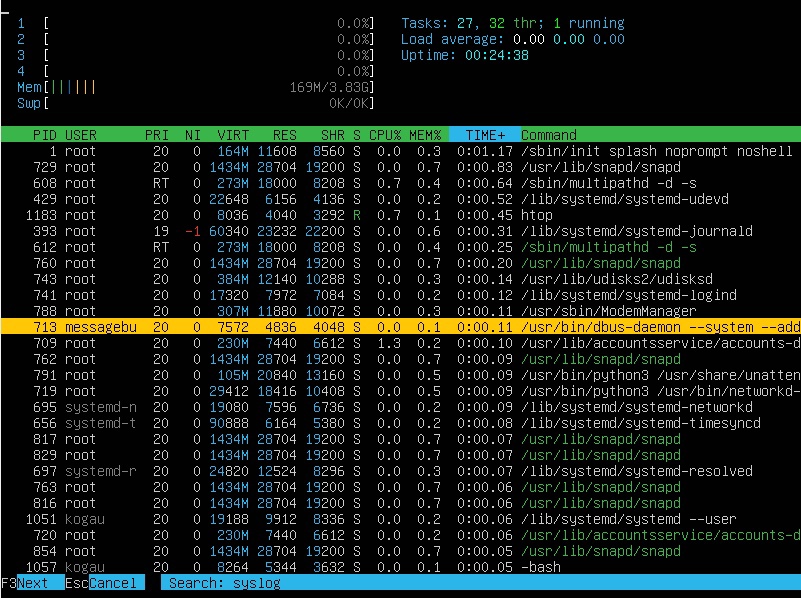 1 [ 0.0%] Tasks: 27, 32 thr; 1 running
2 [ 0.0%] Load average: 0.00 0.00 0.00
3 [ 0.0%] Uptime: 00:24:38
4 [ 0.0%]
Mem[|||||| 169M/3.83G]
Swp[ 0K/0K]
PID USER PRI NI VIRT RES SHR S CPU% MEM% TIME+ Command
1 root 20 0 164M 11608 8560 S 0.0 0.3 0:01.17 /sbin/init splash noprompt noshell
729 root 20 0 1434M 28704 19200 S 0.0 0.7 0:00.83 /usr/lib/snapd/snapd
608 root RT 0 273M 18000 8208 S 0.7 0.4 0:00.64 /sbin/multipathd -d -s
429 root 20 0 22648 6156 4136 S 0.0 0.2 0:00.52 /lib/systemd/systemd-udevd
1183 root 20 0 8036 4040 3292 R 0.7 0.1 0:00.45 htop
393 root 19 -1 60340 23232 22200 S 0.0 0.6 0:00.31 /lib/systemd/systemd-journald
612 root RT 0 273M 18000 8208 S 0.0 0.4 0:00.25 /sbin/multipathd -d -s
760 root 20 0 1434M 28704 19200 S 0.0 0.7 0:00.20 /usr/lib/snapd/snapd
743 root 20 0 384M 12140 10288 S 0.0 0.3 0:00.14 /usr/lib/udisks2/udisksd
741 root 20 0 17320 7972 7084 S 0.0 0.2 0:00.12 /lib/systemd/systemd-logind
788 root 20 0 307M 11880 10072 S 0.0 0.3 0:00.11 /usr/sbin/ModemManager
713 messagebu 20 0 7572 4836 4048 S 0.0 0.1 0:00.11 /usr/bin/dbus-daemon --system --add
709 root 20 0 230M 7440 6612 S 1.3 0.2 0:00.10 /usr/lib/accountsservice/accounts-d
762 root 20 0 1434M 28704 19200 S 0.0 0.7 0:00.09 /usr/lib/snapd/snapd
791 root 20 0 105M 20840 13160 S 0.0 0.5 0:00.09 /usr/bin/python3 /usr/share/unatten
719 root 20 0 29412 18416 10408 S 0.0 0.5 0:00.09 /usr/bin/python3 /usr/bin/networkd-
695 systemd-n 20 0 19080 7596 6736 S 0.0 0.2 0:00.09 /lib/systemd/systemd-networkd
656 systemd-t 20 0 90888 6164 5380 S 0.0 0.2 0:00.08 /lib/systemd/systemd-timesyncd
817 root 20 0 1434M 28704 19200 S 0.0 0.7 0:00.07 /usr/lib/snapd/snapd
829 root 20 0 1434M 28704 19200 S 0.0 0.7 0:00.07 /usr/lib/snapd/snapd
697 systemd-r 20 0 24820 12524 8296 S 0.0 0.3 0:00.07 /lib/systemd/systemd-resolved
763 root 20 0 1434M 28704 19200 S 0.0 0.7 0:00.06 /usr/lib/snapd/snapd
816 root 20 0 1434M 28704 19200 S 0.0 0.7 0:00.06 /usr/lib/snapd/snapd
1051 kogau 20 0 19188 9912 8336 S 0.0 0.2 0:00.06 /lib/systemd/systemd --user
720 root 20 0 230M 7440 6612 S 0.0 0.2 0:00.06 /usr/lib/accountsservice/accounts-d
854 root 20 0 1434M 28704 19200 S 0.0 0.7 0:00.05 /usr/lib/snapd/snapd
1057 kogau 20 0 8264 5344 3632 S 0.0 0.1 0:00.05 -bash
F3Next EscCancel Search: syslog